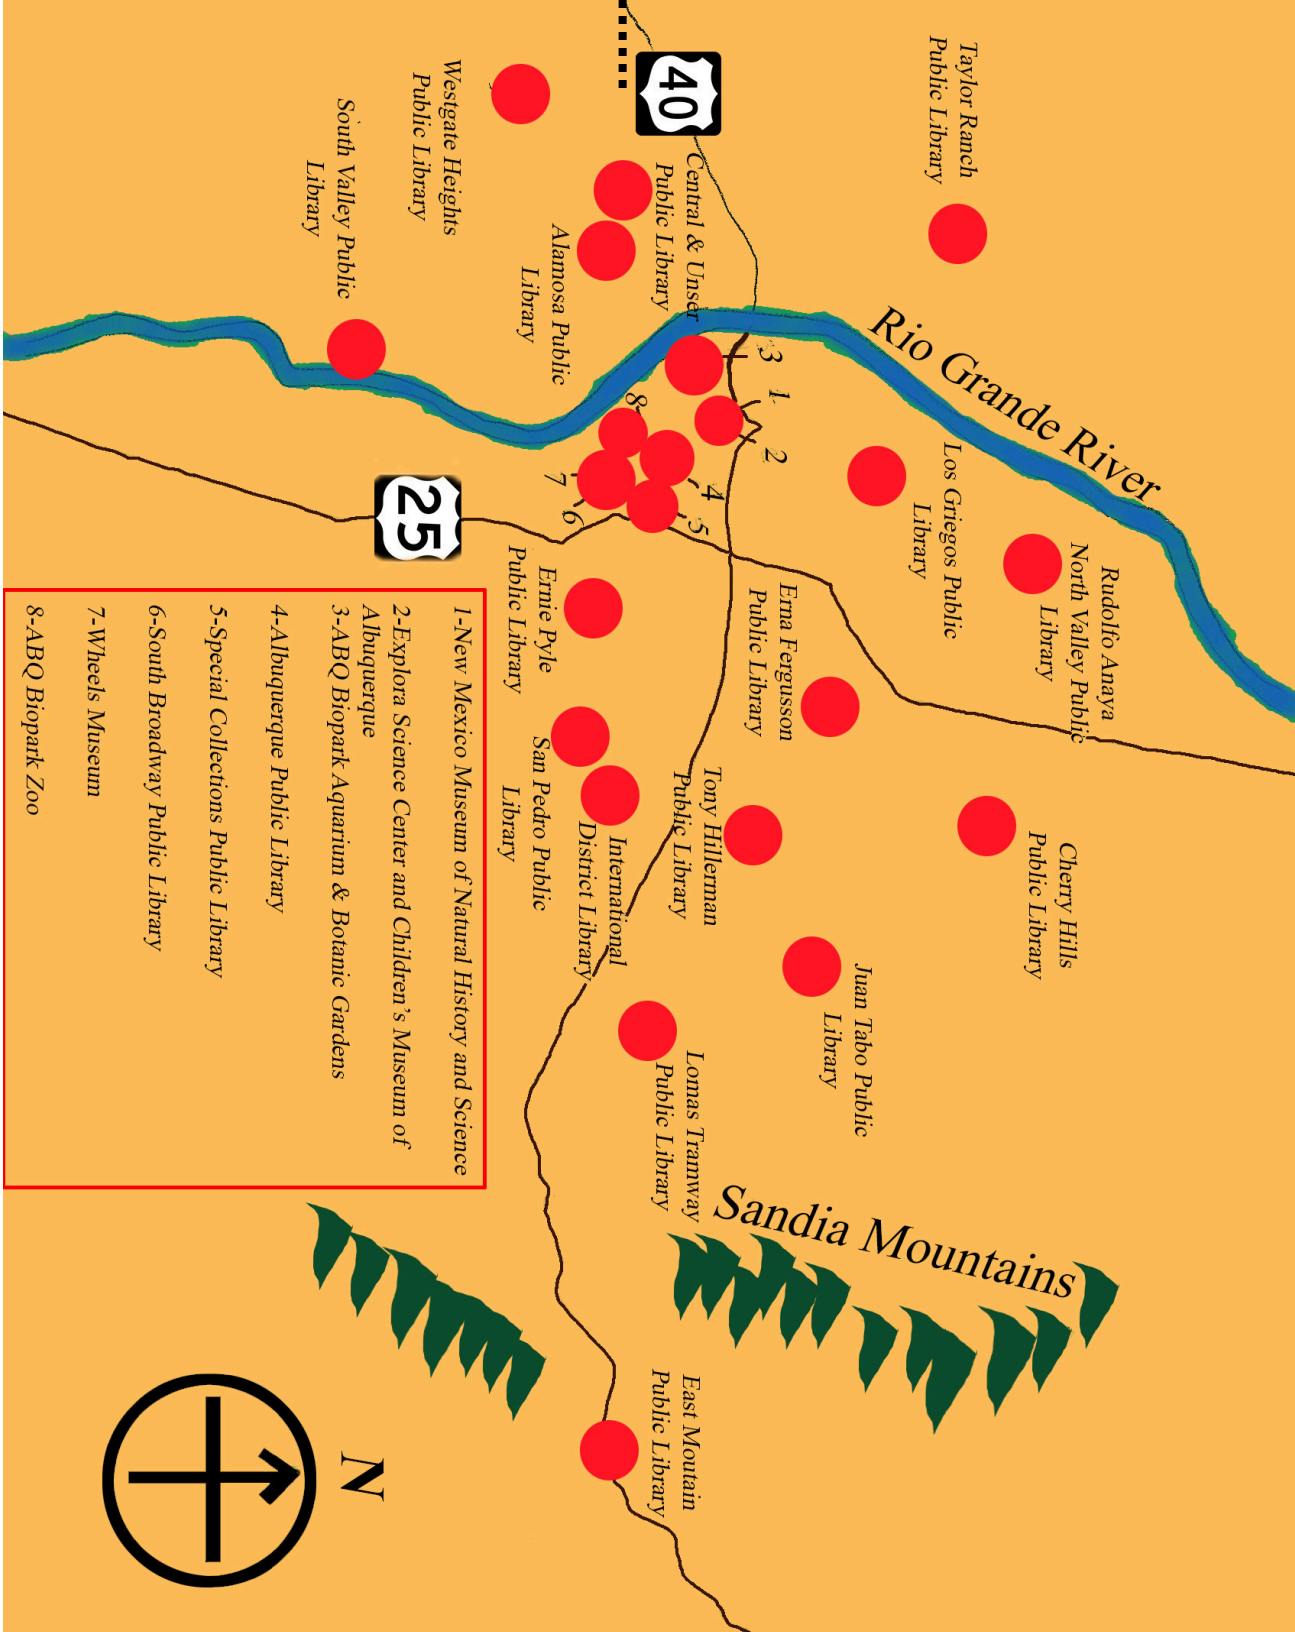 Taylor Ranch
Public Library
40
Westgate Heights
Public Library
South Valley Public
Library
Central & Unser
Public Library
Alamosa Public
Library
Rio Grande River
3
1
2
8
4
5
7
6
Los Griegos Public
Library
Rudolfo Anaya
North Valley Public
Library
25
Ernie Pyle
Public Library
Erna Fergusson
Public Library
San Pedro Public
Library
International
District Library
Tony Hillerman
Public Library
Cherry Hills
Public Library
Juan Tabo Public
Library
Lomas Tramway
Public Library
Sandia Mountains
East Moutain
Public Library
1-New Mexico Museum of Natural History and Science
2-Explora Science Center and Children's Museum of
Albuquerque
3-ABQ Biopark Aquarium & Botanic Gardens
4-Albuquerque Public Library
5-Special Collections Public Library
6-South Broadway Public Library
7-Wheels Museum
8-ABQ Biopark Zoo
N